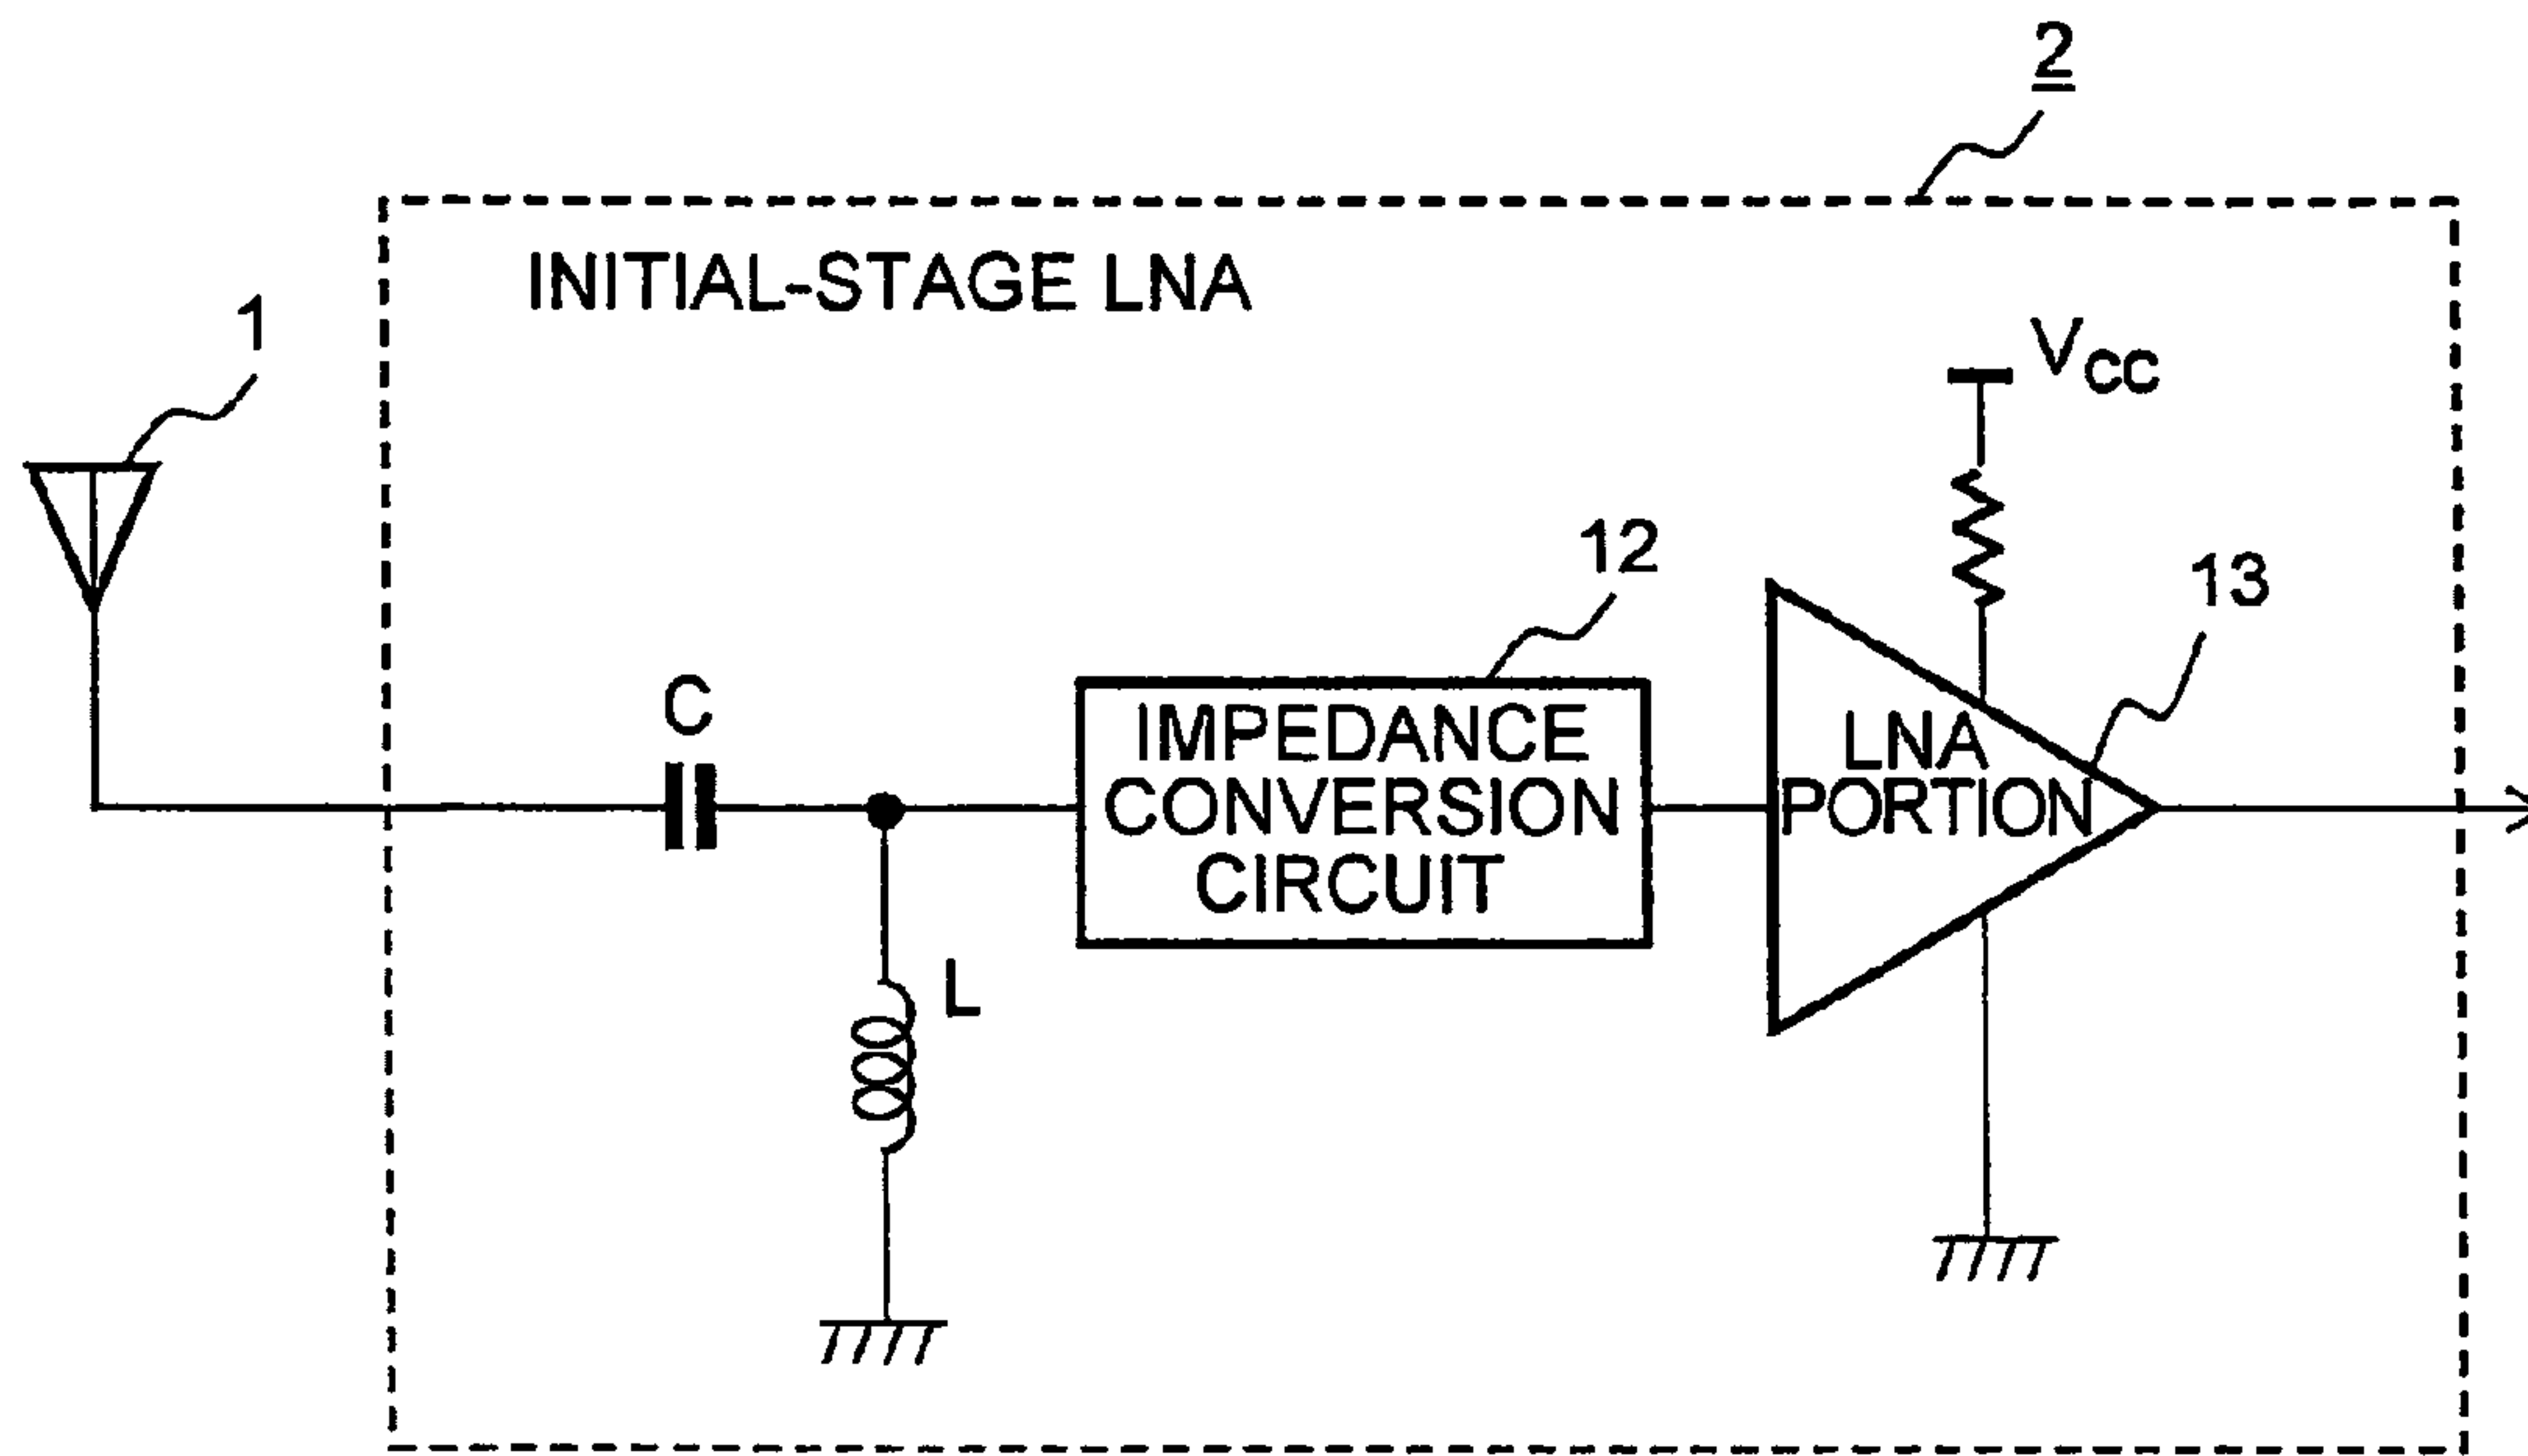 2
INITIAL-STAGE LNA
1
VCC
12
13
C
IMPEDANCE
CONVERSION
CIRCUIT
LNA
PORTION
L